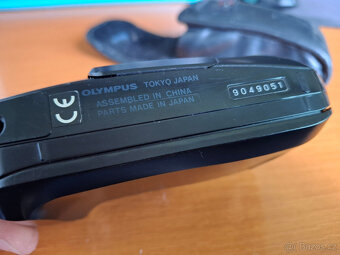 CE
OLYMPUS TOKYO JAPAN
ASSEMBLED IN CHINA
PARTS MADE IN JAPAN
9049051